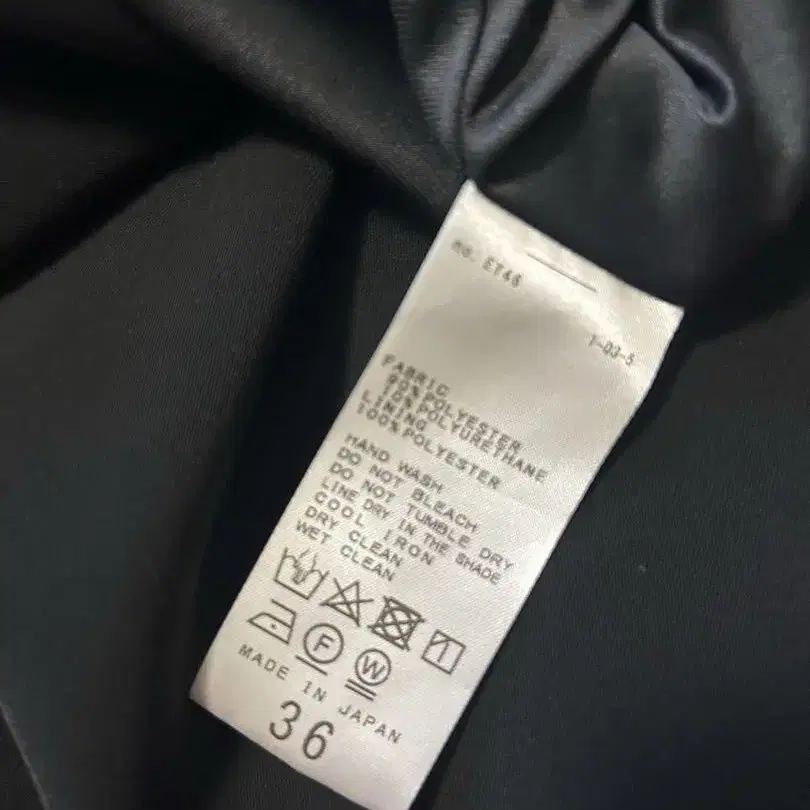 no. ET46
1-03-5
FABRIC
90%POLYESTER
10%POLYURETHANE
LINING
100%POLYESTER
HAND WASH
DO NOT BLEACH
DO NOT TUMBLE DRY
LINE DRY IN THE SHADE
COOL IRON
DRY CLEAN
WET CLEAN
F W
MADE IN JAPAN
36